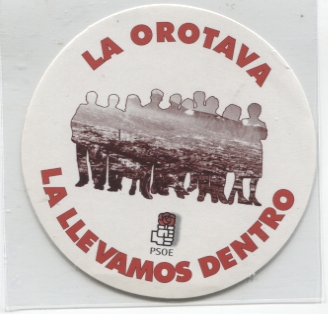 LA OROTAVA
PSOE
LA LLEVAMOS DENTRO